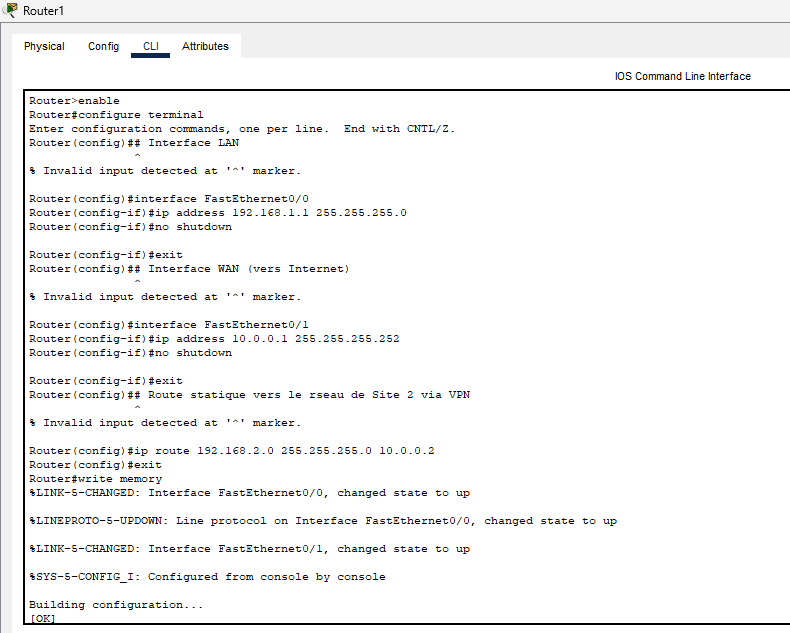 Router1
Physical Config CLI Attributes
IOS Command Line Interface
Router>enable
Router#configure terminal
Enter configuration commands, one per line.  End with CNTL/Z.
Router(config)## Interface LAN
^
% Invalid input detected at '^' marker.
Router(config)#interface FastEthernet0/0
Router(config-if)#ip address 192.168.1.1 255.255.255.0
Router(config-if)#no shutdown
Router(config-if)#exit
Router(config)## Interface WAN (vers Internet)
^
% Invalid input detected at '^' marker.
Router(config)#interface FastEthernet0/1
Router(config-if)#ip address 10.0.0.1 255.255.255.252
Router(config-if)#no shutdown
Router(config-if)#exit
Router(config)## Route statique vers le rseau de Site 2 via VPN
^
% Invalid input detected at '^' marker.
Router(config)#ip route 192.168.2.0 255.255.255.0 10.0.0.2
Router(config)#exit
Router#write memory
%LINK-5-CHANGED: Interface FastEthernet0/0, changed state to up
%LINEPROTO-5-UPDOWN: Line protocol on Interface FastEthernet0/0, changed state to up
%LINK-5-CHANGED: Interface FastEthernet0/1, changed state to up
%SYS-5-CONFIG_I: Configured from console by console
Building configuration...
[OK]